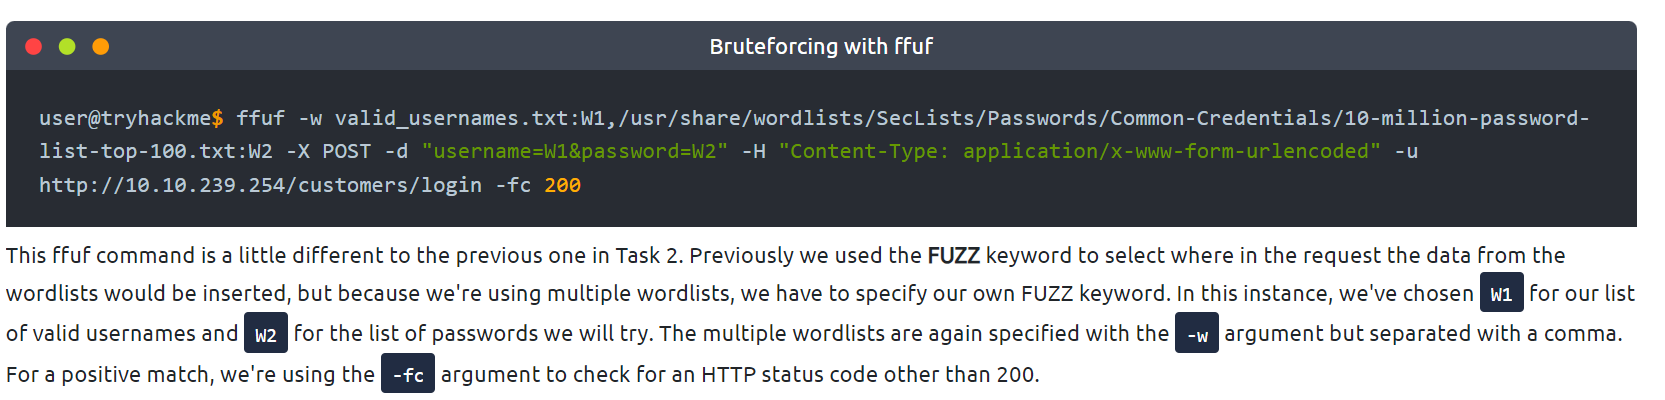 Bruteforcing with ffuf
user@tryhackme$ ffuf -w valid_usernames.txt:W1,/usr/share/wordlists/SecLists/Passwords/Common-Credentials/10-million-password-
list-top-100.txt:W2 -X POST -d "username=W1&password=W2" -H "Content-Type: application/x-www-form-urlencoded" -u
http://10.10.239.254/customers/login -fc 200
This ffuf command is a little different to the previous one in Task 2. Previously we used the FUZZ keyword to select where in the request the data from the
wordlists would be inserted, but because we're using multiple wordlists, we have to specify our own FUZZ keyword. In this instance, we've chosen W1 for our list
of valid usernames and W2 for the list of passwords we will try. The multiple wordlists are again specified with the -w argument but separated with a comma.
For a positive match, we're using the -fc argument to check for an HTTP status code other than 200.